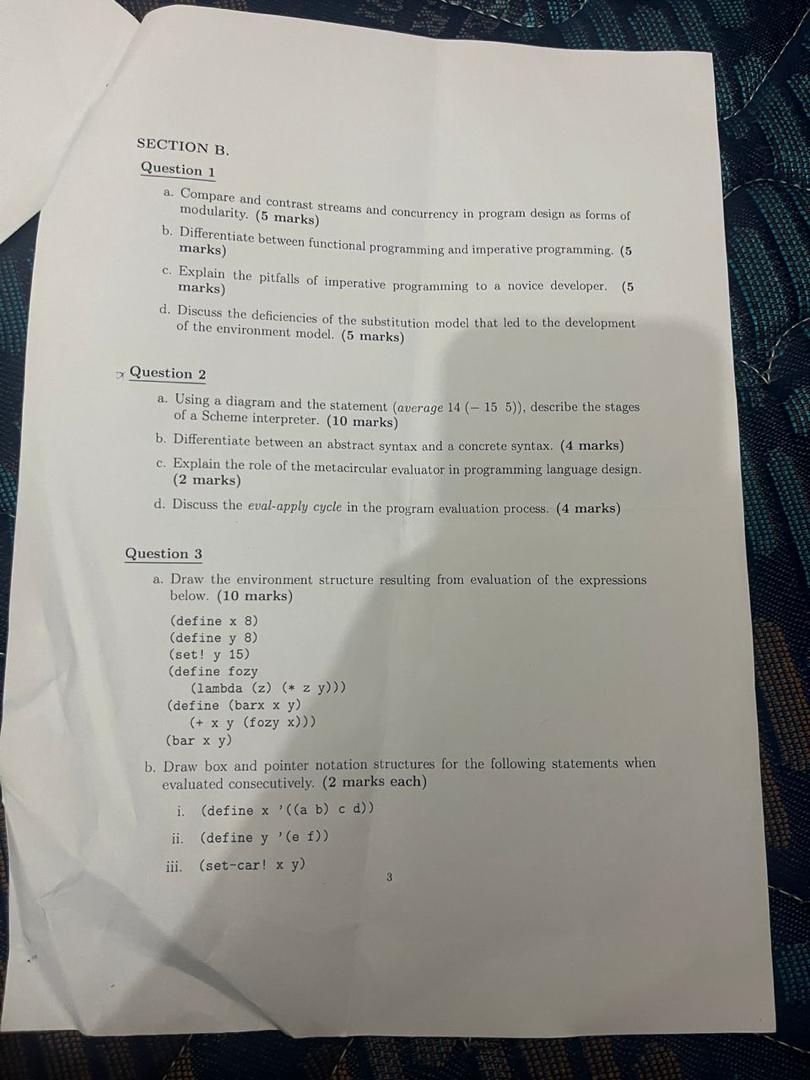 SECTION B.
Question 1
a. Compare and contrast streams and concurrency in program design as forms of
modularity. (5 marks)
b. Differentiate between functional programming and imperative programming. (5
marks)
c. Explain the pitfalls of imperative programming to a novice developer. (5
marks)
d. Discuss the deficiencies of the substitution model that led to the development
of the environment model. (5 marks)
Question 2
a. Using a diagram and the statement (average 14 (− 15 5)), describe the stages
of a Scheme interpreter. (10 marks)
b. Differentiate between an abstract syntax and a concrete syntax. (4 marks)
c. Explain the role of the metacircular evaluator in programming language design.
(2 marks)
d. Discuss the eval-apply cycle in the program evaluation process. (4 marks)
Question 3
a. Draw the environment structure resulting from evaluation of the expressions
below. (10 marks)
(define x 8)
(define y 8)
(set! y 15)
(define fozy
(lambda (z) (* z y)))
(define (barx x y)
(+ x y (fozy x)))
(bar x y)
b. Draw box and pointer notation structures for the following statements when
evaluated consecutively. (2 marks each)
i. (define x '((a b) c d))
ii. (define y '(e f))
iii. (set-car! x y)
3